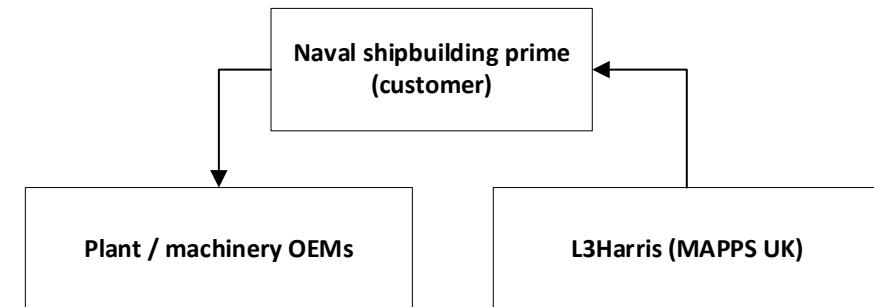 Naval shipbuilding prime
(customer)
Plant / machinery OEMs
L3Harris (MAPPS UK)